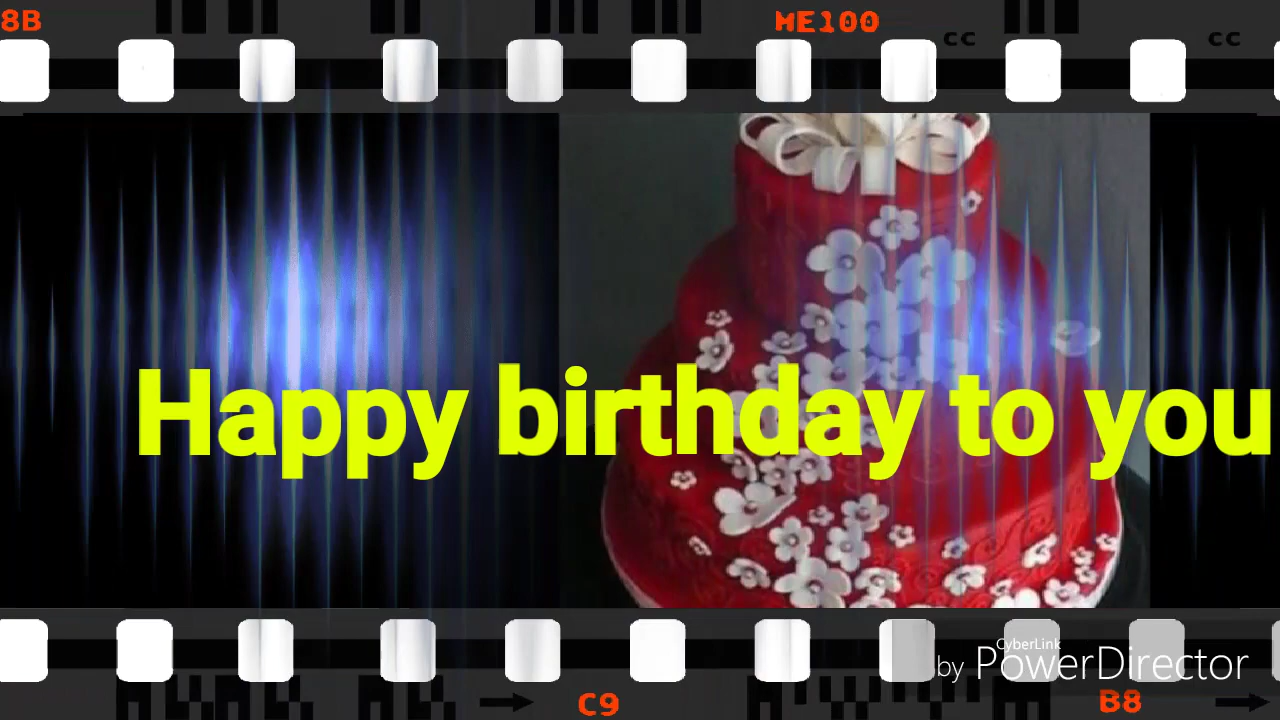 8B ME100
cc cc
Happy birthday to you
CyberLink
by PowerDirector
C9 B8